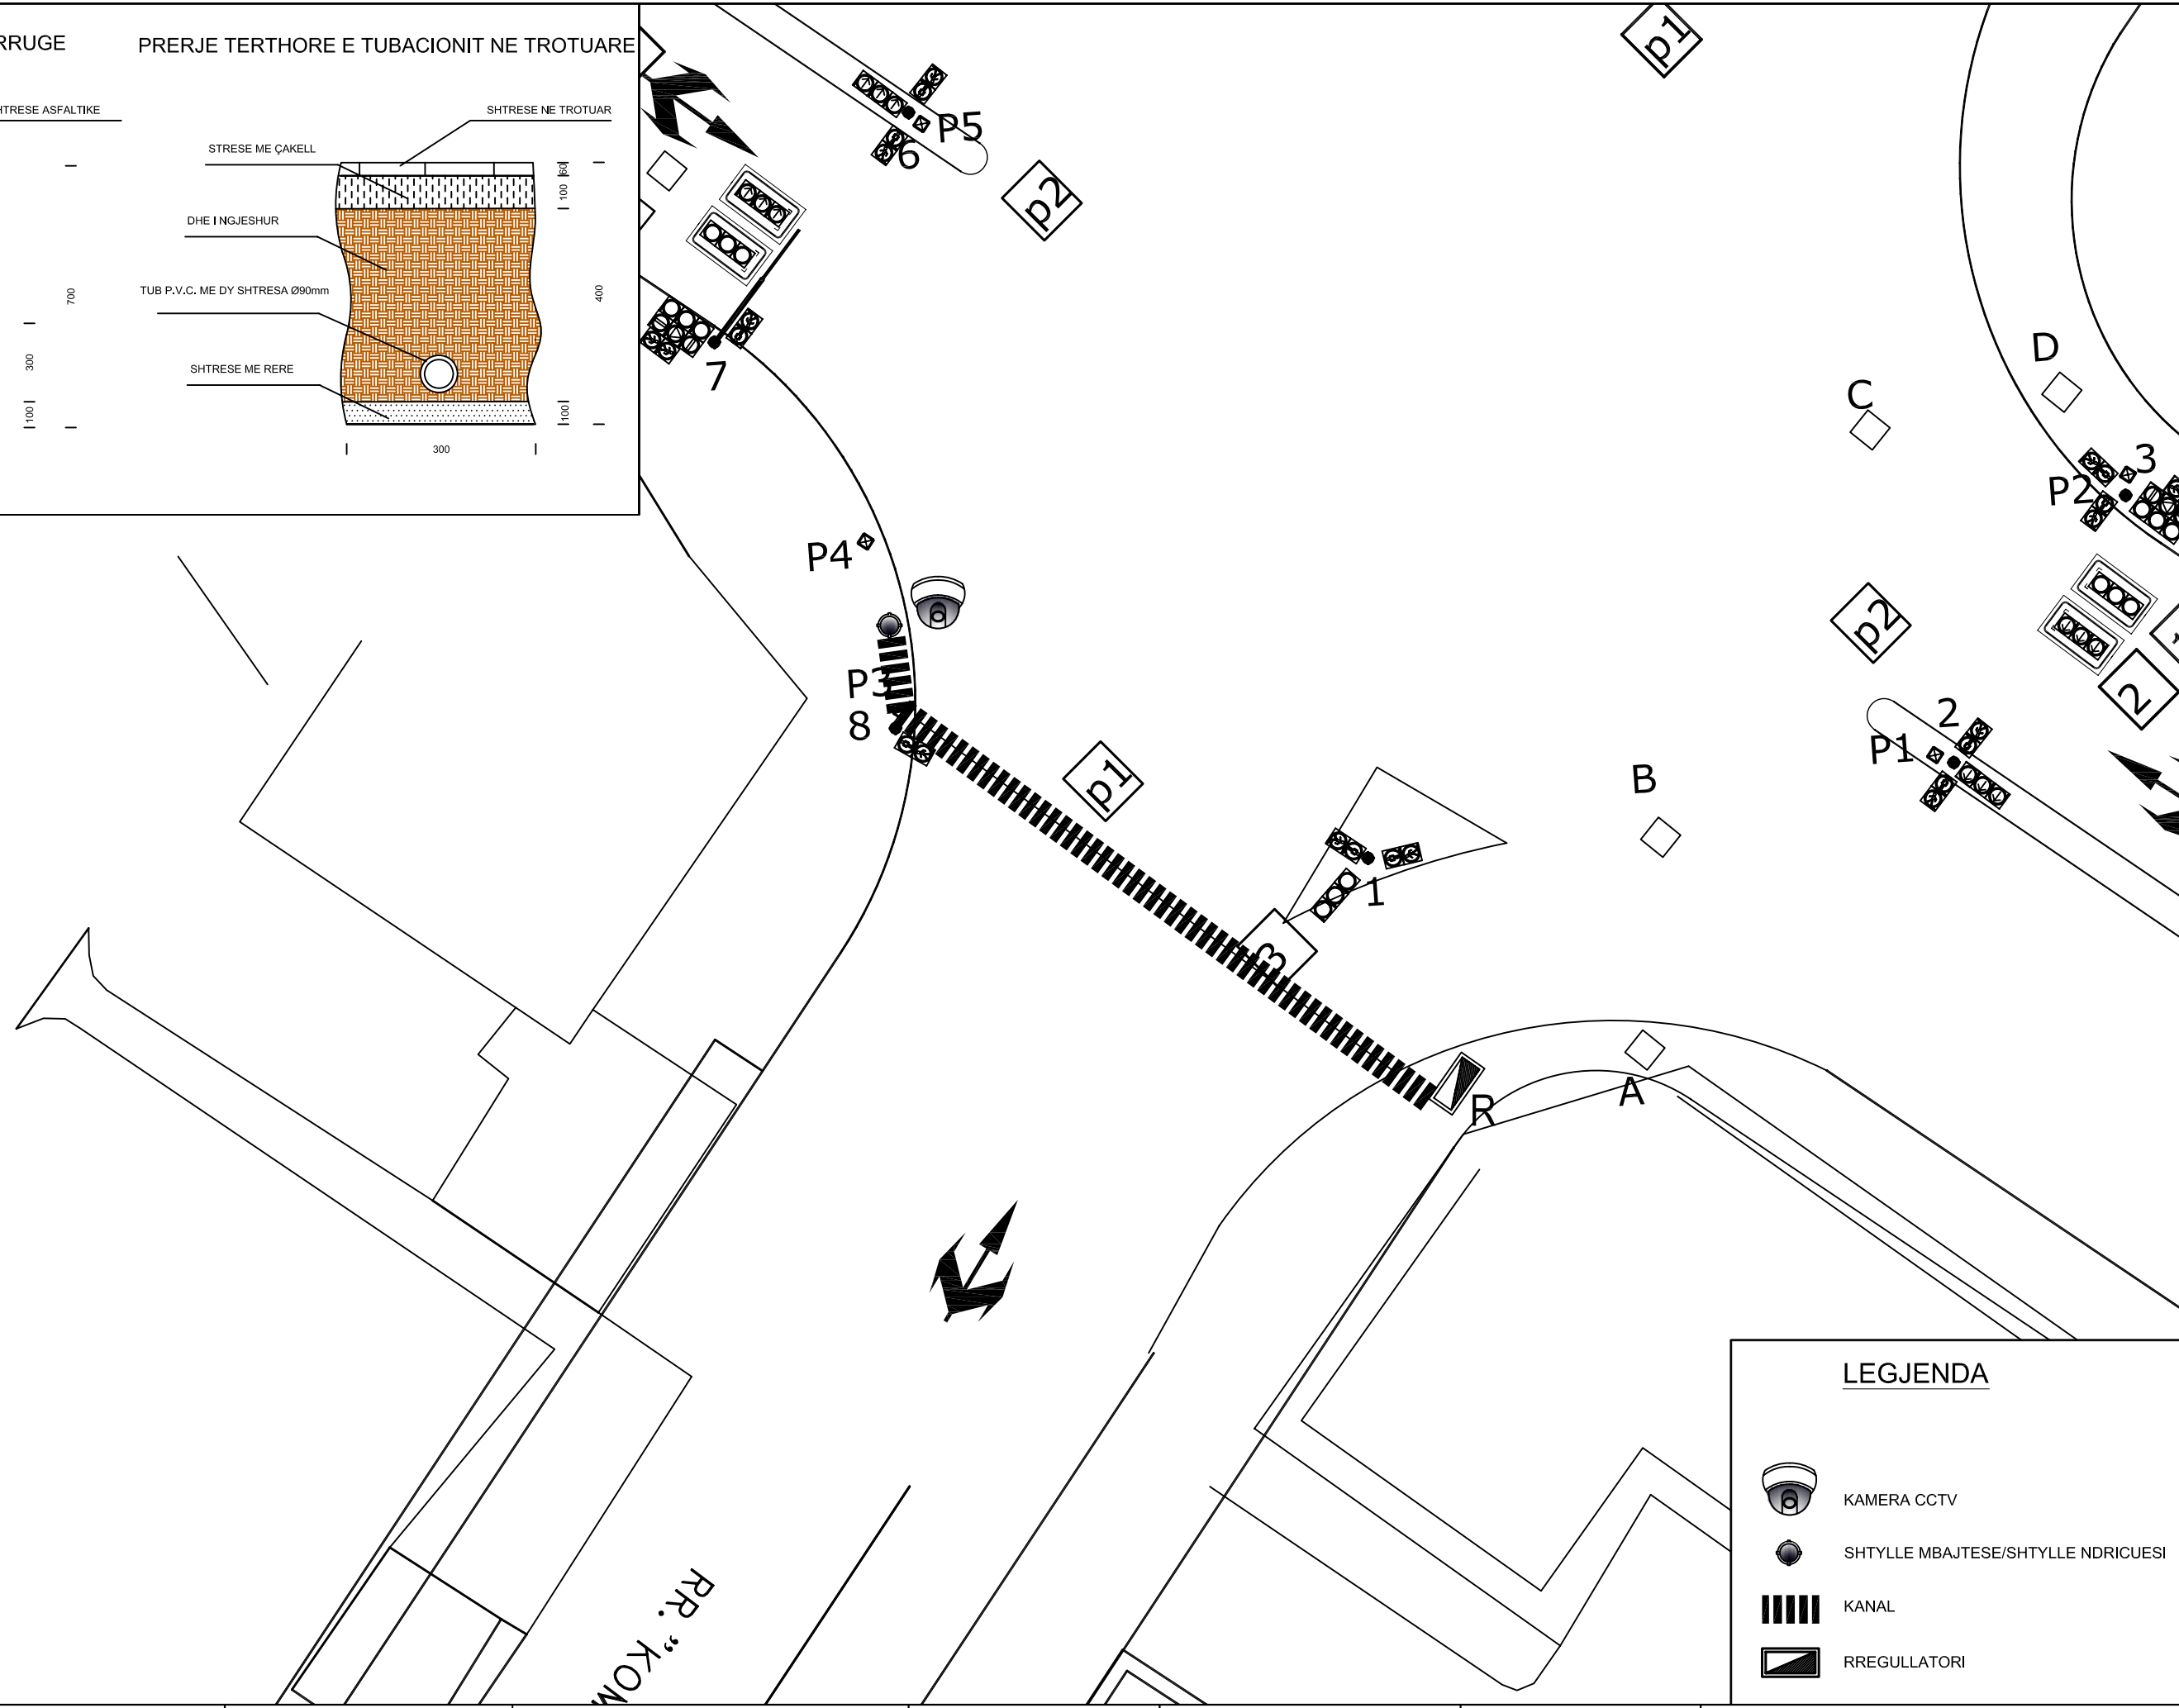 RRUGE
PRERJE TERTHORE E TUBACIONIT NE TROTUARE
SHTRESE ASFALTIKE
SHTRESE NE TROTUAR
STRESE ME ÇAKELL
DHE I NGJESHUR
TUB P.V.C. ME DY SHTRESA Ø90mm
SHTRESE ME RERE
700
300
100
60
100
400
100
300
p1
P5
6
p2
7
D
C
3
P2
P4
p2
P3
8
2
2
P1
p1
B
1
3
R
A
RR. "KOM
LEGJENDA
KAMERA CCTV
SHTYLLE MBAJTESE/SHTYLLE NDRICUESI
KANAL
RREGULLATORI